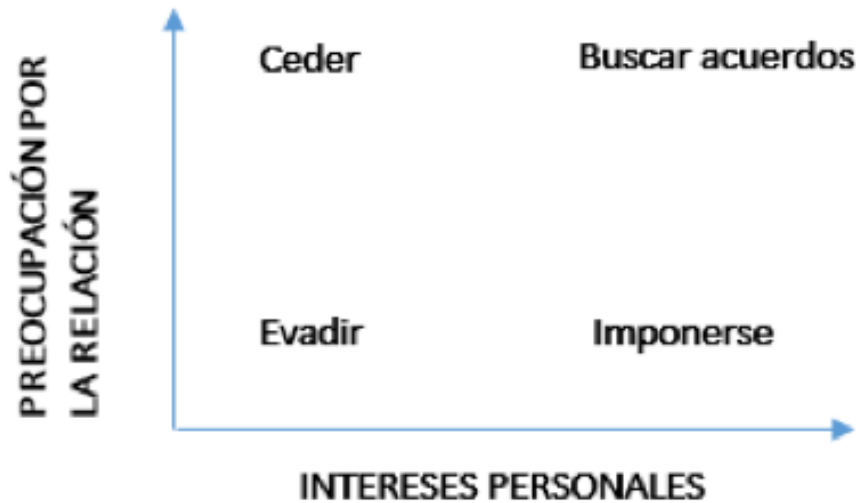 PREOCUPACIÓN POR
LA RELACIÓN
Ceder
Buscar acuerdos
Evadir
Imponerse
INTERESES PERSONALES